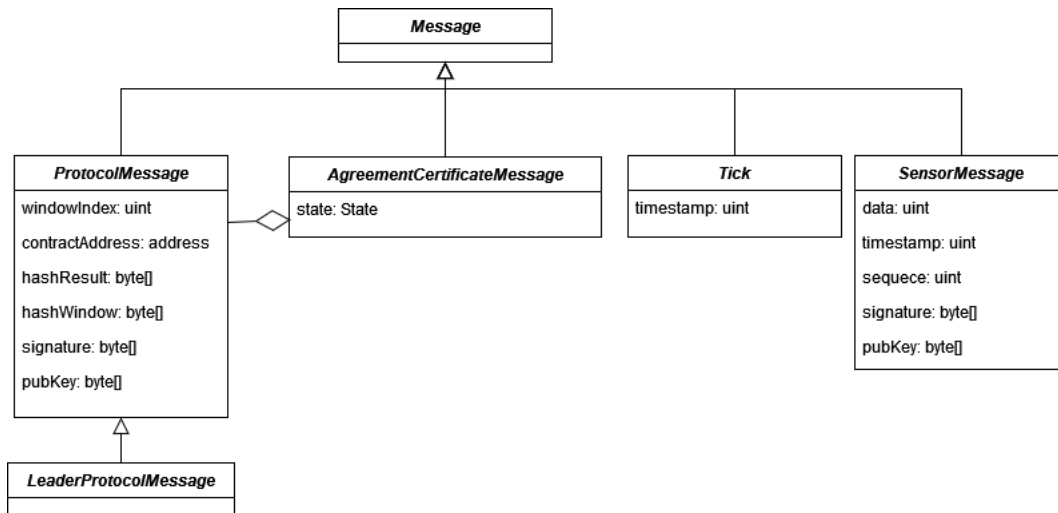 Message
ProtocolMessage
windowIndex: uint
contractAddress: address
hashResult: byte[]
hashWindow: byte[]
signature: byte[]
pubKey: byte[]
AgreementCertificateMessage
state: State
Tick
timestamp: uint
SensorMessage
data: uint
timestamp: uint
sequece: uint
signature: byte[]
pubKey: byte[]
LeaderProtocolMessage